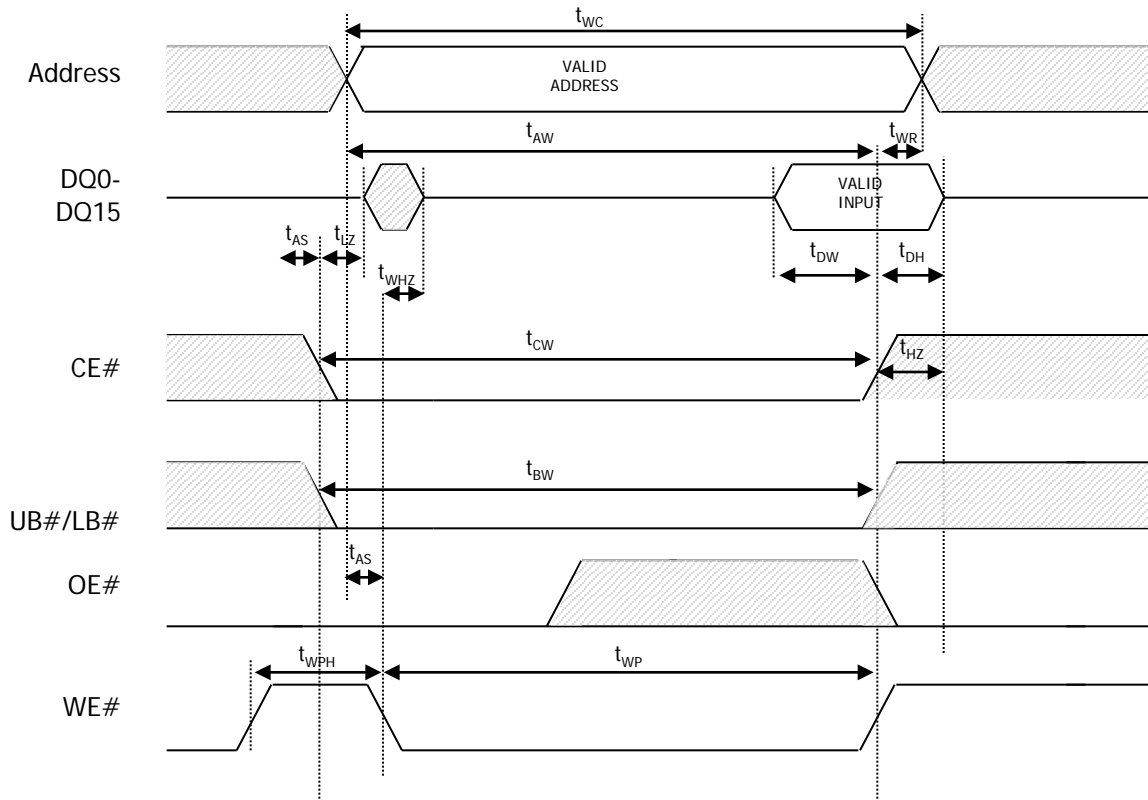 tWC
Address
VALID
ADDRESS
tAW
tWR
DQ0-
DQ15
VALID
INPUT
tAS
tLZ
tDW
tDH
tWHZ
CE#
tCW
tHZ
tBW
UB#/LB#
tAS
OE#
tWPH
tWP
WE#